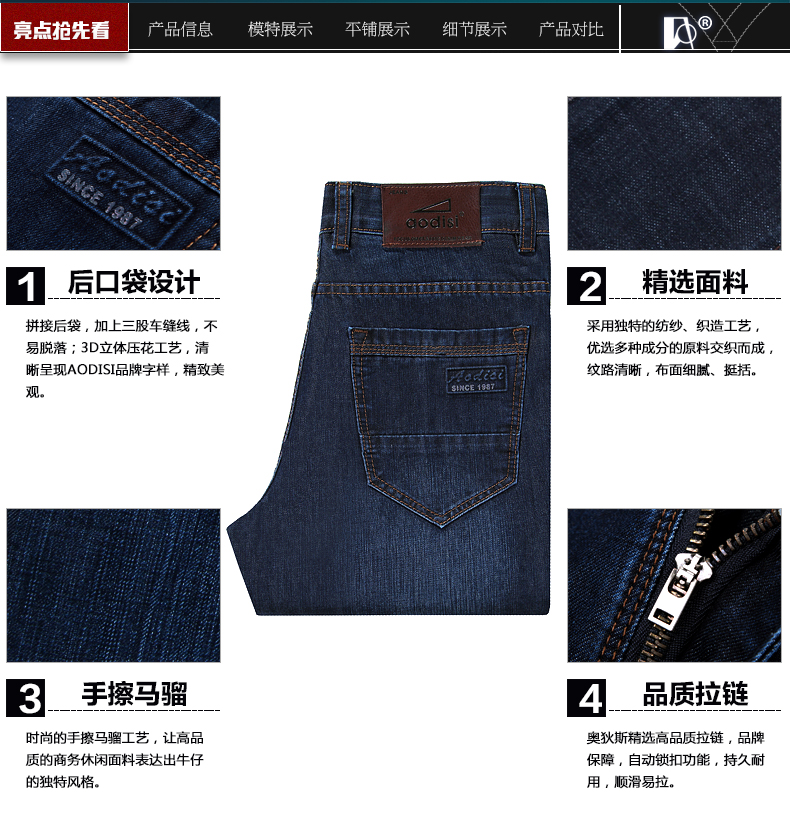 亮点抢先看
产品信息
模特展示
平铺展示
细节展示
产品对比
®
Aodisi
SINCE 1987
1 后口袋设计
拼接后袋，加上三股车缝线，不
易脱落；3D立体压花工艺，清
晰呈现AODISI品牌字样，精致美
观。
aodisi
Aodisi
SINCE 1987
2 精选面料
采用独特的纺纱、织造工艺，
优选多种成分的原料交织而成，
纹路清晰，布面细腻、挺括。
3 手擦马骝
时尚的手擦马骝工艺，让高品
质的商务休闲面料表达出牛仔
的独特风格。
4 品质拉链
奥狄斯精选高品质拉链，品牌
保障，自动锁扣功能，持久耐
用，顺滑易拉。